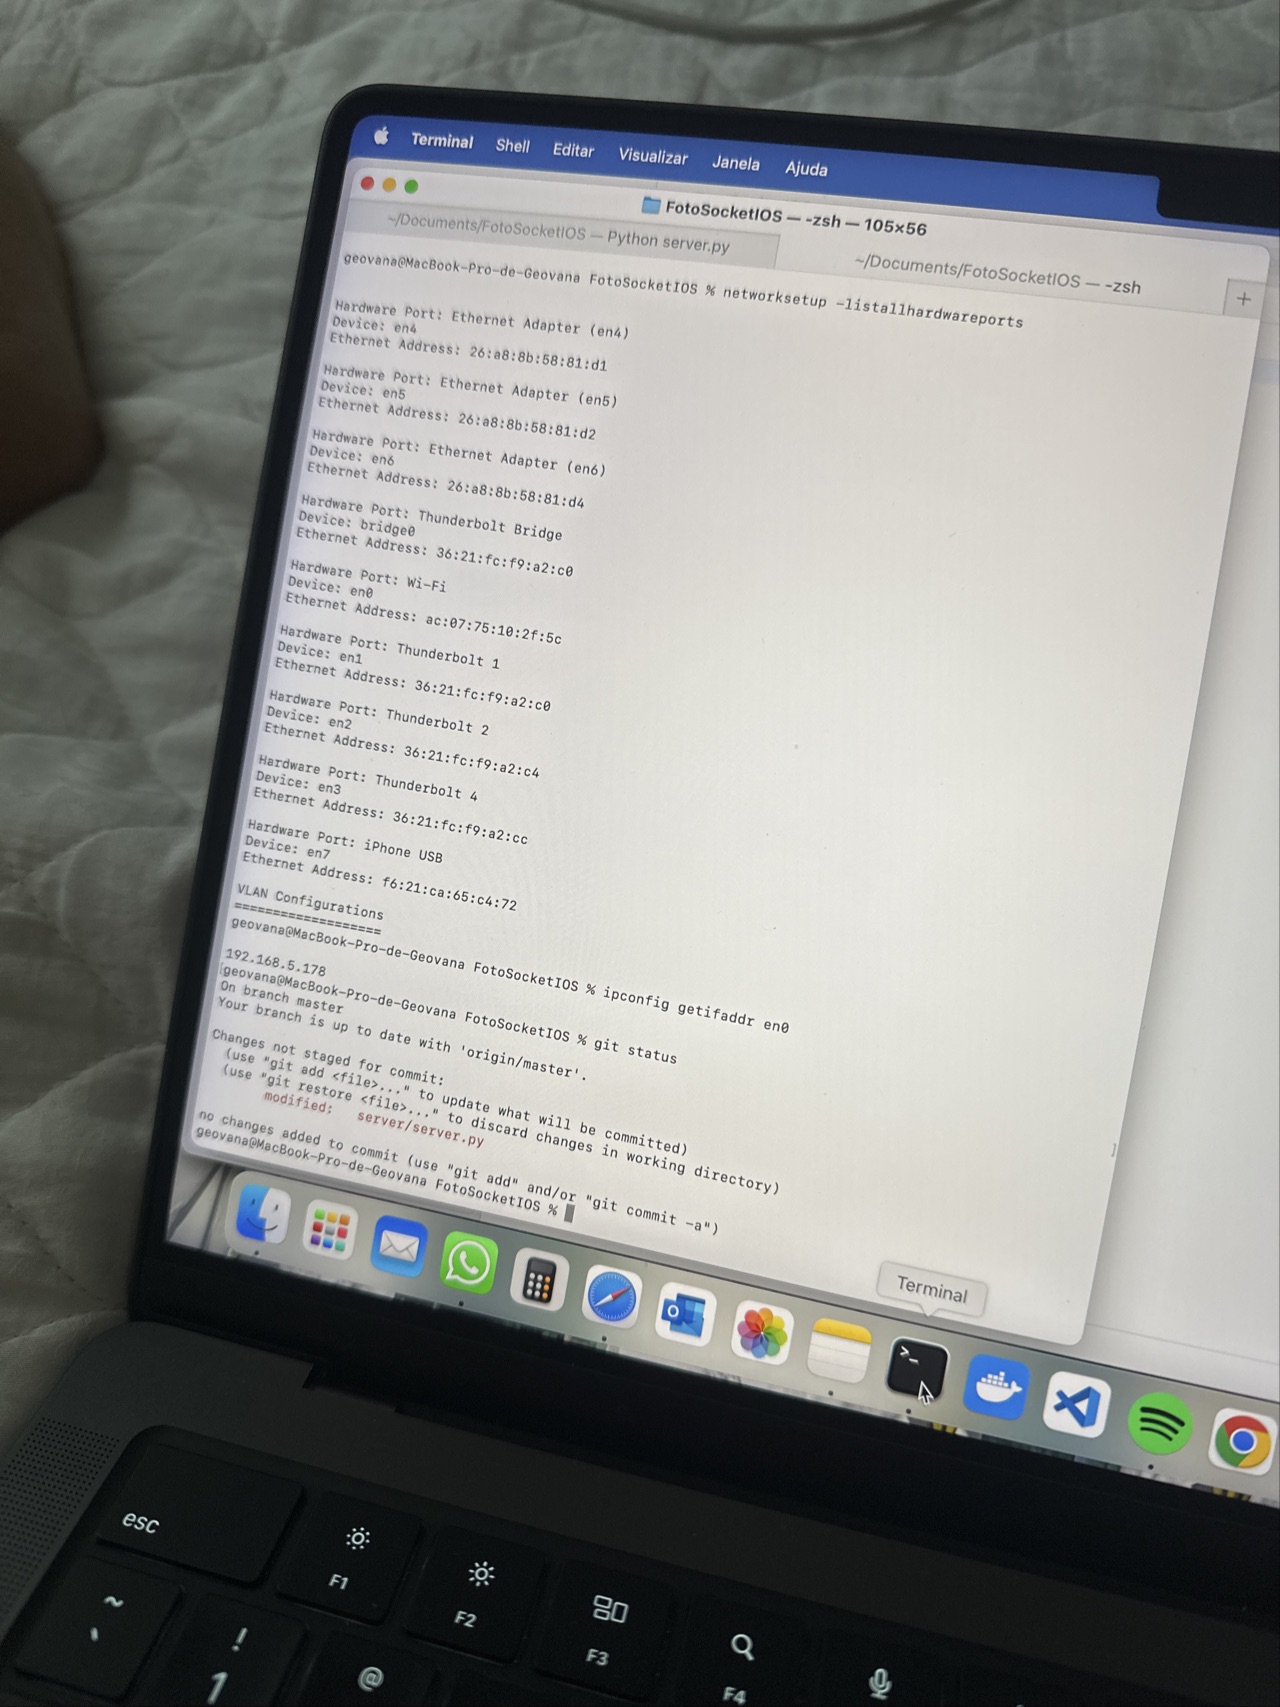 Terminal Shell Editar Visualizar Janela Ajuda
FotoSocketIOS — -zsh — 105×56
~/Documents/FotoSocketIOS — Python server.py
~/Documents/FotoSocketIOS — -zsh
+
geovana@MacBook-Pro-de-Geovana FotoSocketIOS % networksetup -listallhardwareports
Hardware Port: Ethernet Adapter (en4)
Device: en4
Ethernet Address: 26:a8:8b:58:81:d1
Hardware Port: Ethernet Adapter (en5)
Device: en5
Ethernet Address: 26:a8:8b:58:81:d2
Hardware Port: Ethernet Adapter (en6)
Device: en6
Ethernet Address: 26:a8:8b:58:81:d4
Hardware Port: Thunderbolt Bridge
Device: bridge0
Ethernet Address: 36:21:fc:f9:a2:c0
Hardware Port: Wi-Fi
Device: en0
Ethernet Address: ac:07:75:10:2f:5c
Hardware Port: Thunderbolt 1
Device: en1
Ethernet Address: 36:21:fc:f9:a2:c0
Hardware Port: Thunderbolt 2
Device: en2
Ethernet Address: 36:21:fc:f9:a2:c4
Hardware Port: Thunderbolt 4
Device: en3
Ethernet Address: 36:21:fc:f9:a2:cc
Hardware Port: iPhone USB
Device: en7
Ethernet Address: f6:21:ca:65:c4:72
VLAN Configurations
===================
geovana@MacBook-Pro-de-Geovana FotoSocketIOS % ipconfig getifaddr en0
192.168.5.178
[geovana@MacBook-Pro-de-Geovana FotoSocketIOS % git status ]
On branch master
Your branch is up to date with 'origin/master'.
Changes not staged for commit:
(use "git add <file>..." to update what will be committed)
(use "git restore <file>..." to discard changes in working directory)
modified: server/server.py
no changes added to commit (use "git add" and/or "git commit -a")
geovana@MacBook-Pro-de-Geovana FotoSocketIOS %
Terminal
>_
esc
F1
F2
F3
F4
~
`
!
1
@